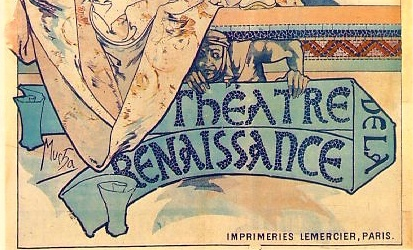 THÉATRE
DE LA
RENAISSANCE
Mucha
IMPRIMERIES LEMERCIER, PARIS.